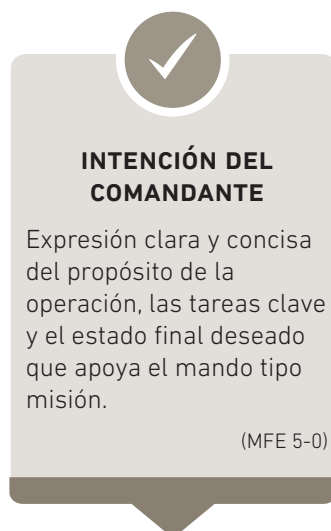 INTENCIÓN DEL
COMANDANTE
Expresión clara y concisa
del propósito de la
operación, las tareas clave
y el estado final deseado
que apoya el mando tipo
misión.
(MFE 5-0)